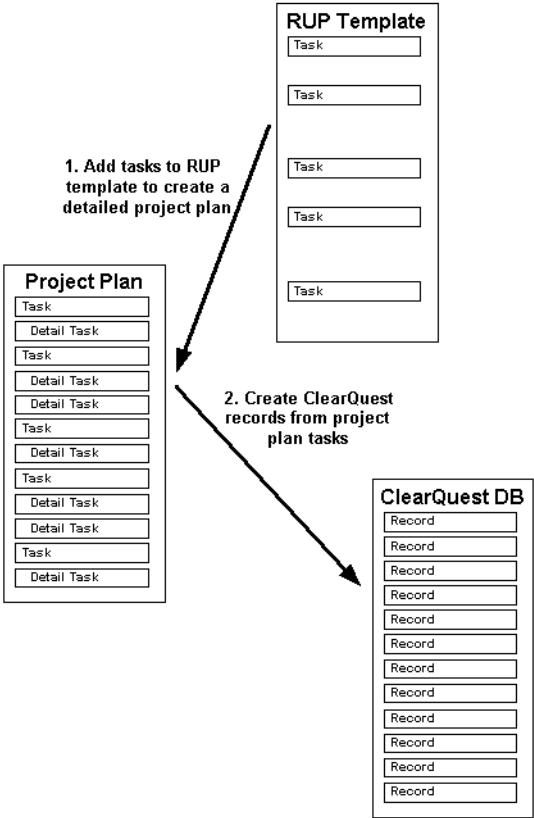 RUP Template
Task
Task
Task
Task
Task
1. Add tasks to RUP
template to create a
detailed project plan
Project Plan
Task
Detail Task
Task
Detail Task
Detail Task
Task
Detail Task
Task
Detail Task
Detail Task
Task
Detail Task
2. Create ClearQuest
records from project
plan tasks
ClearQuest DB
Record
Record
Record
Record
Record
Record
Record
Record
Record
Record
Record
Record